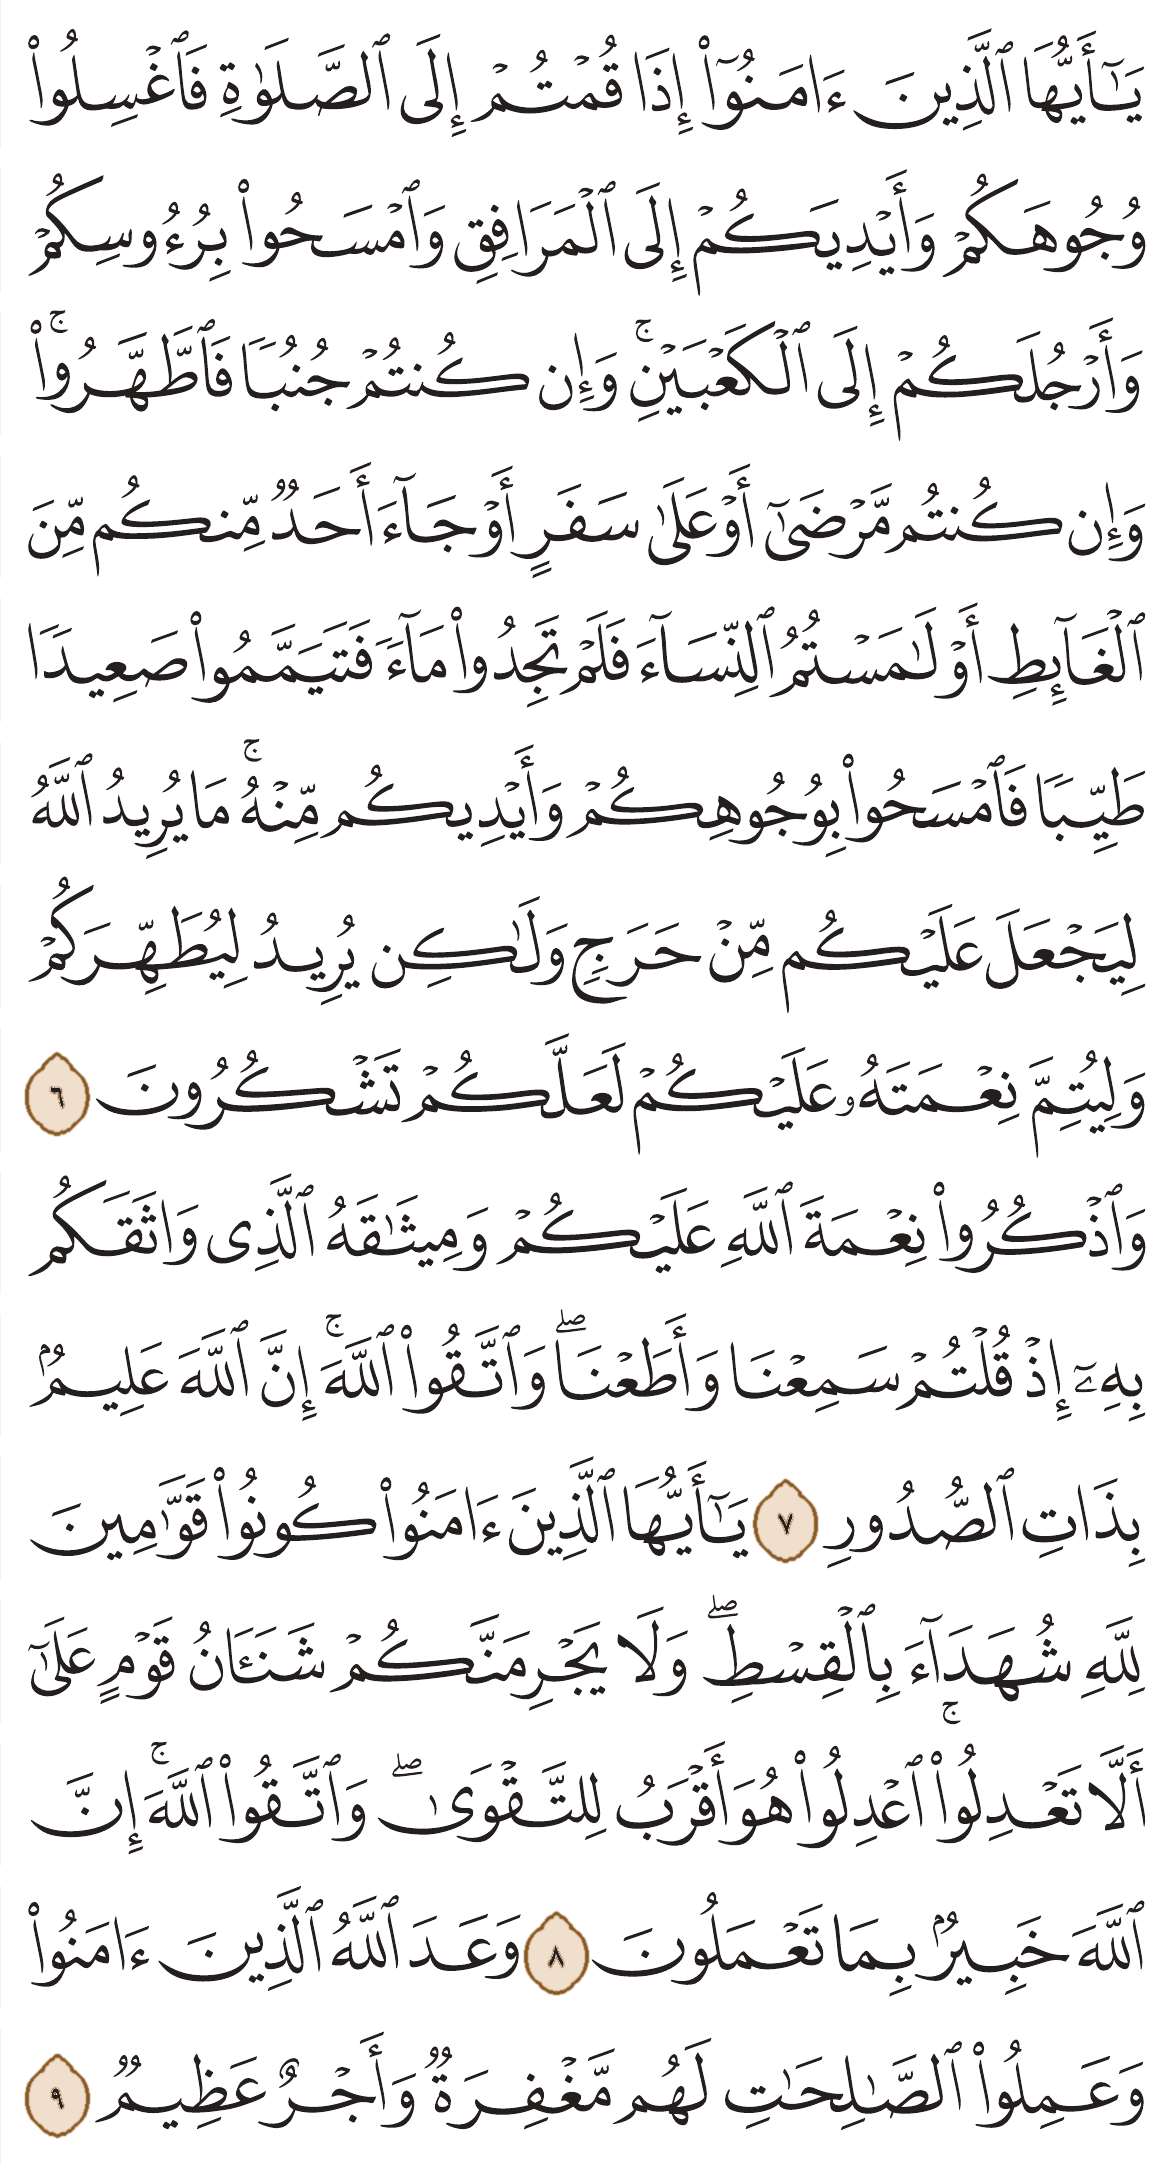 يَٰٓأَيُّهَا ٱلَّذِينَ ءَامَنُوٓاْ إِذَا قُمۡتُمۡ إِلَى ٱلصَّلَوٰةِ فَٱغۡسِلُواْ
وُجُوهَكُمۡ وَأَيۡدِيَكُمۡ إِلَى ٱلۡمَرَافِقِ وَٱمۡسَحُواْ بِرُءُوسِكُمۡ
وَأَرۡجُلَكُمۡ إِلَى ٱلۡكَعۡبَيۡنِۚ وَإِن كُنتُمۡ جُنُبٗا فَٱطَّهَّرُواْۚ
وَإِن كُنتُم مَّرۡضَىٰٓ أَوۡ عَلَىٰ سَفَرٍ أَوۡ جَآءَ أَحَدٞ مِّنكُم مِّنَ
ٱلۡغَآئِطِ أَوۡ لَٰمَسۡتُمُ ٱلنِّسَآءَ فَلَمۡ تَجِدُواْ مَآءٗ فَتَيَمَّمُواْ صَعِيدٗا
طَيِّبٗا فَٱمۡسَحُواْ بِوُجُوهِكُمۡ وَأَيۡدِيكُم مِّنۡهُۚ مَا يُرِيدُ ٱللَّهُ
لِيَجۡعَلَ عَلَيۡكُم مِّنۡ حَرَجٖ وَلَٰكِن يُرِيدُ لِيُطَهِّرَكُمۡ
وَلِيُتِمَّ نِعۡمَتَهُۥ عَلَيۡكُمۡ لَعَلَّكُمۡ تَشۡكُرُونَ ٦
وَٱذۡكُرُواْ نِعۡمَةَ ٱللَّهِ عَلَيۡكُمۡ وَمِيثَٰقَهُ ٱلَّذِي وَاثَقَكُم
بِهِۦٓ إِذۡ قُلۡتُمۡ سَمِعۡنَا وَأَطَعۡنَاۖ وَٱتَّقُواْ ٱللَّهَۚ إِنَّ ٱللَّهَ عَلِيمُۢ
بِذَاتِ ٱلصُّدُورِ ٧ يَٰٓأَيُّهَا ٱلَّذِينَ ءَامَنُواْ كُونُواْ قَوَّٰمِينَ
لِلَّهِ شُهَدَآءَ بِٱلۡقِسۡطِۖ وَلَا يَجۡرِمَنَّكُمۡ شَنَـَٔانُ قَوۡمٍ عَلَىٰٓ
أَلَّا تَعۡدِلُواْۚ ٱعۡدِلُواْ هُوَ أَقۡرَبُ لِلتَّقۡوَىٰۖ وَٱتَّقُواْ ٱللَّهَۚ إِنَّ
ٱللَّهَ خَبِيرُۢ بِمَا تَعۡمَلُونَ ٨ وَعَدَ ٱللَّهُ ٱلَّذِينَ ءَامَنُواْ
وَعَمِلُواْ ٱلصَّٰلِحَٰتِ لَهُم مَّغۡفِرَةٞ وَأَجۡرٌ عَظِيمٞ ٩